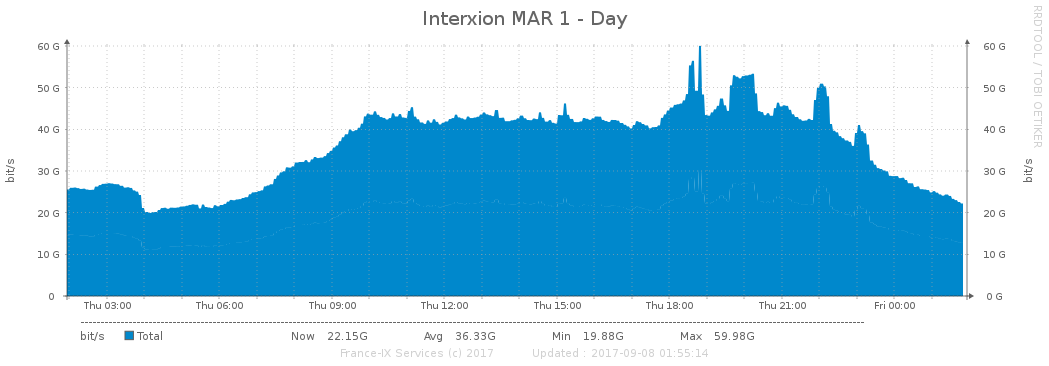 Interxion MAR 1 - Day
RRDTOOL / TOBI OETIKER
bit/s
60 G
50 G
40 G
30 G
20 G
10 G
0
60 G
50 G
40 G
30 G
20 G
10 G
0 G
bit/s
Thu 03:00 Thu 06:00 Thu 09:00 Thu 12:00 Thu 15:00 Thu 18:00 Thu 21:00 Fri 00:00
bit/s Total Now 22.15G Avg 36.33G Min 19.88G Max 59.98G
France-IX Services (c) 2017 Updated : 2017-09-08 01:55:14